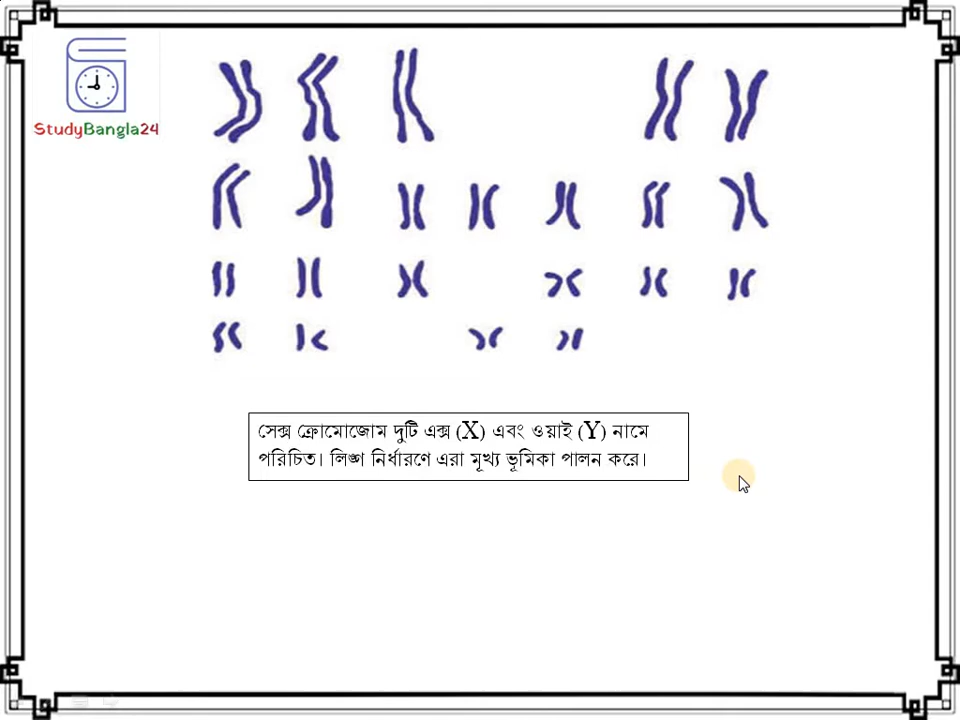 StudyBangla24
সেক্স ক্রোমোজোম দুটি এক্স (X) এবং ওয়াই (Y) নামে
পরিচিত। লিঙ্গ নির্ধারণে এরা মূখ্য ভূমিকা পালন করে।